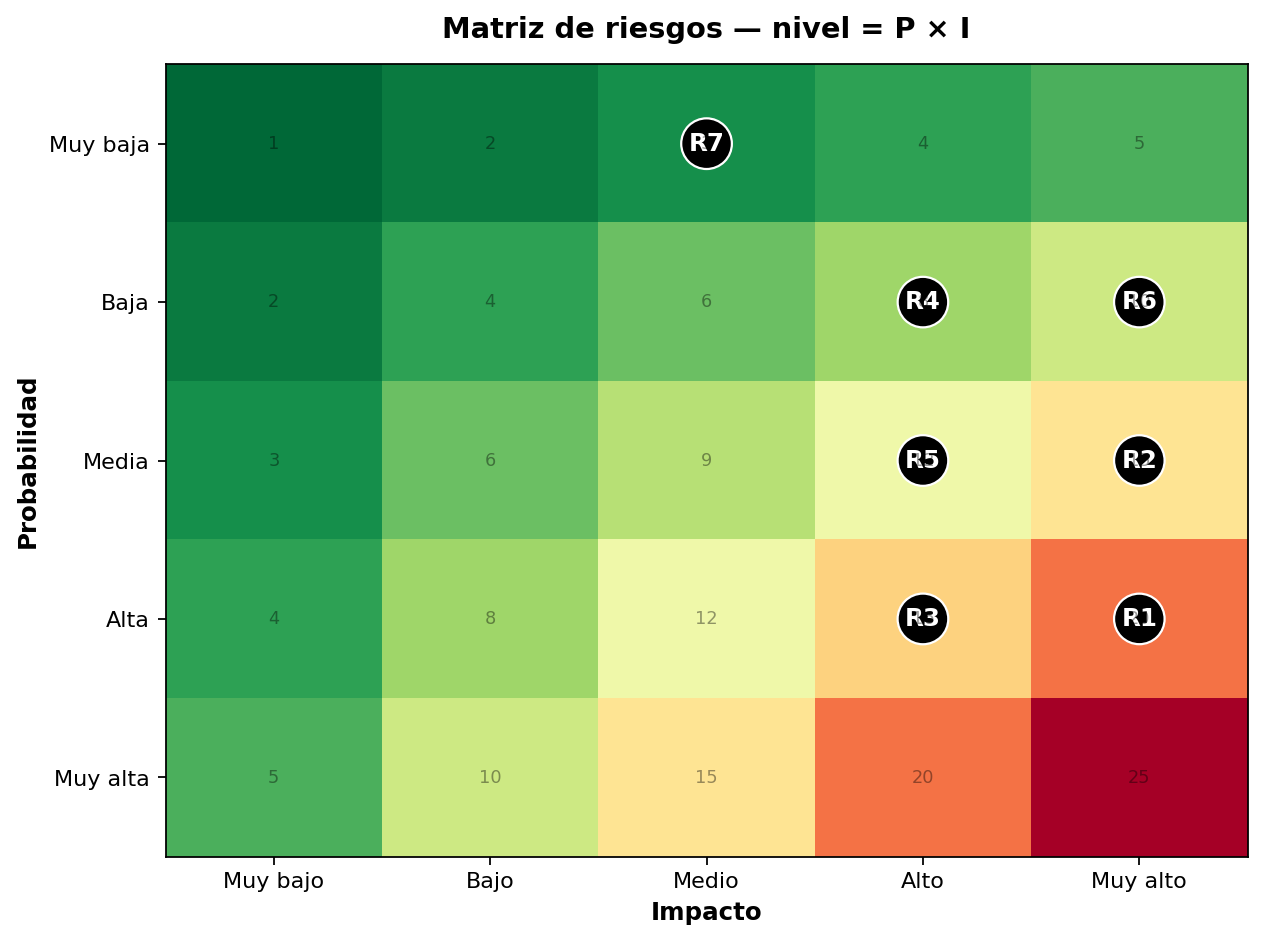 Matriz de riesgos — nivel = P × I
Probabilidad
Muy baja 1 2 R7 4 5
Baja 2 4 6 R4 R6
Media 3 6 9 R5 R2
Alta 4 8 12 R3 R1
Muy alta 5 10 15 20 25
Muy bajo Bajo Medio Alto Muy alto
Impacto